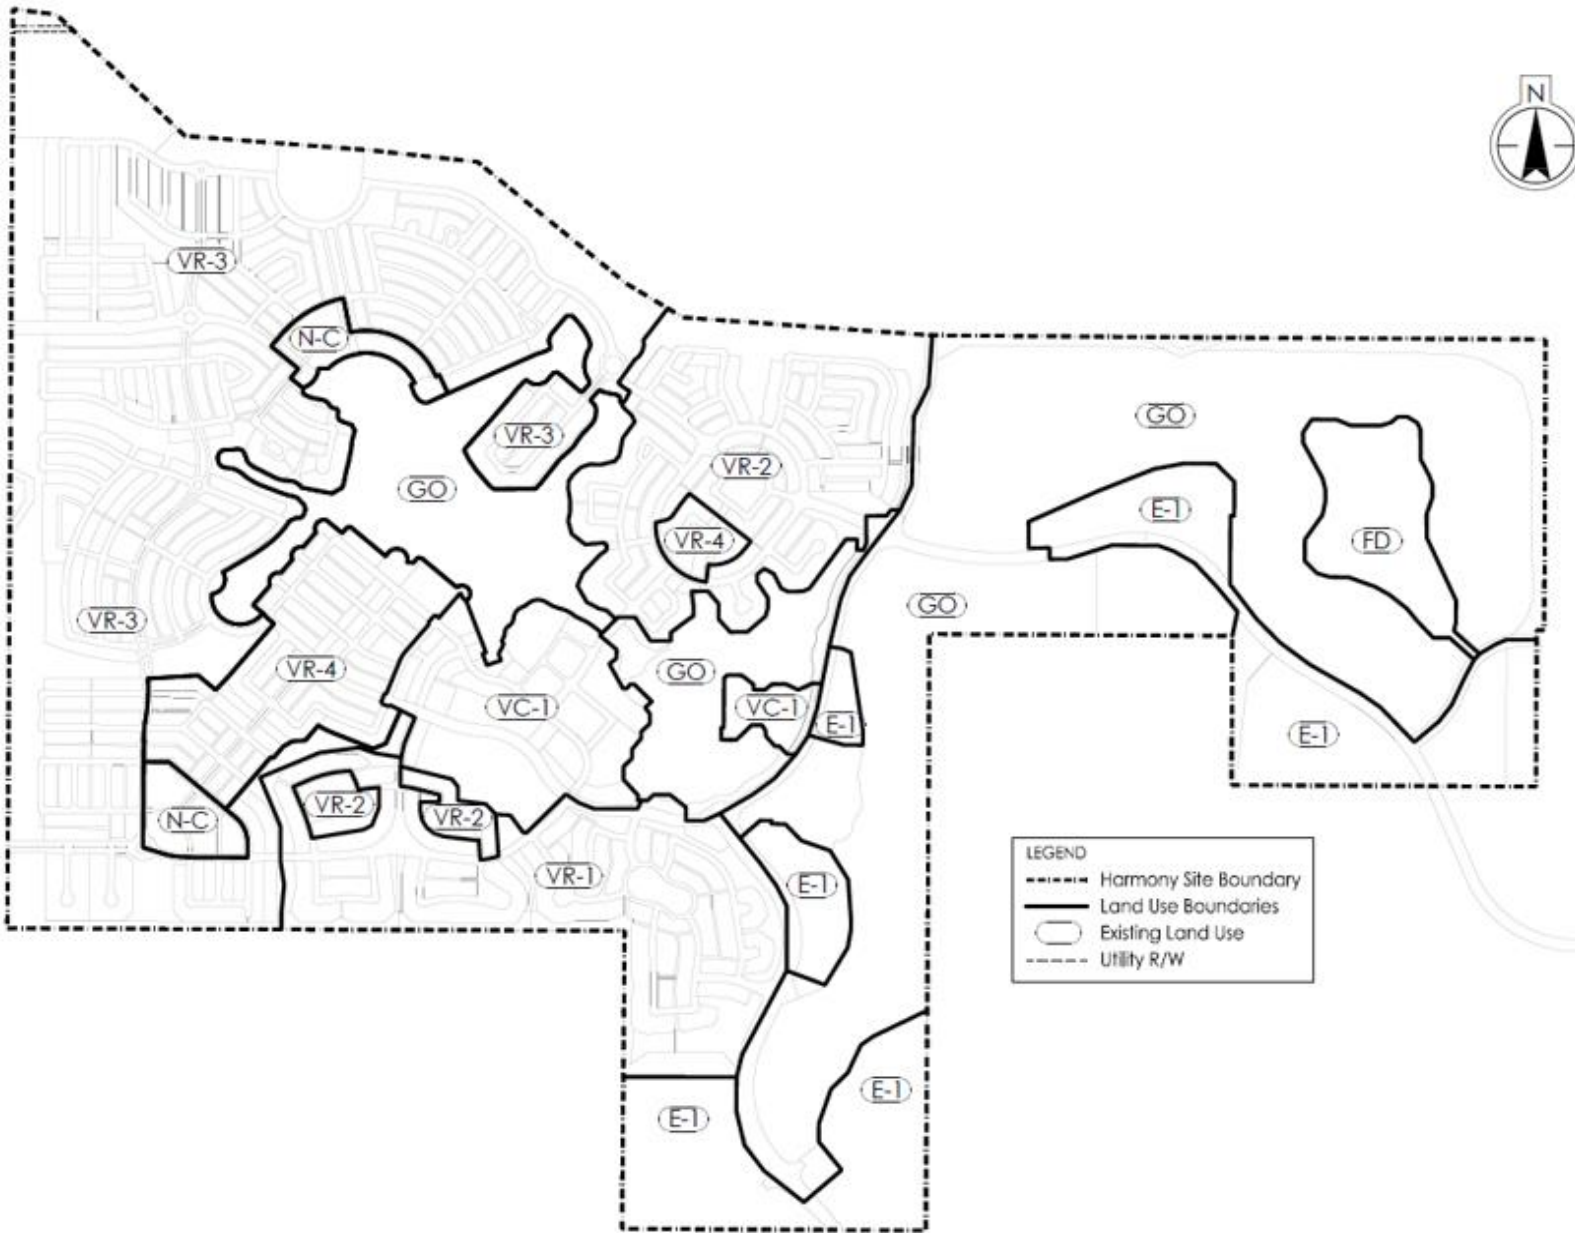 N
VR-3
N-C
GO
VR-3
GO
VR-2
E-1
VR-4
FD
GO
VR-3
VR-4
GO
VC-1
VC-1
E-1
E-1
VR-2
VR-2
N-C
VR-1
E-1
E-1
E-1
LEGEND
Harmony Site Boundary
Land Use Boundaries
Existing Land Use
Utility R/W